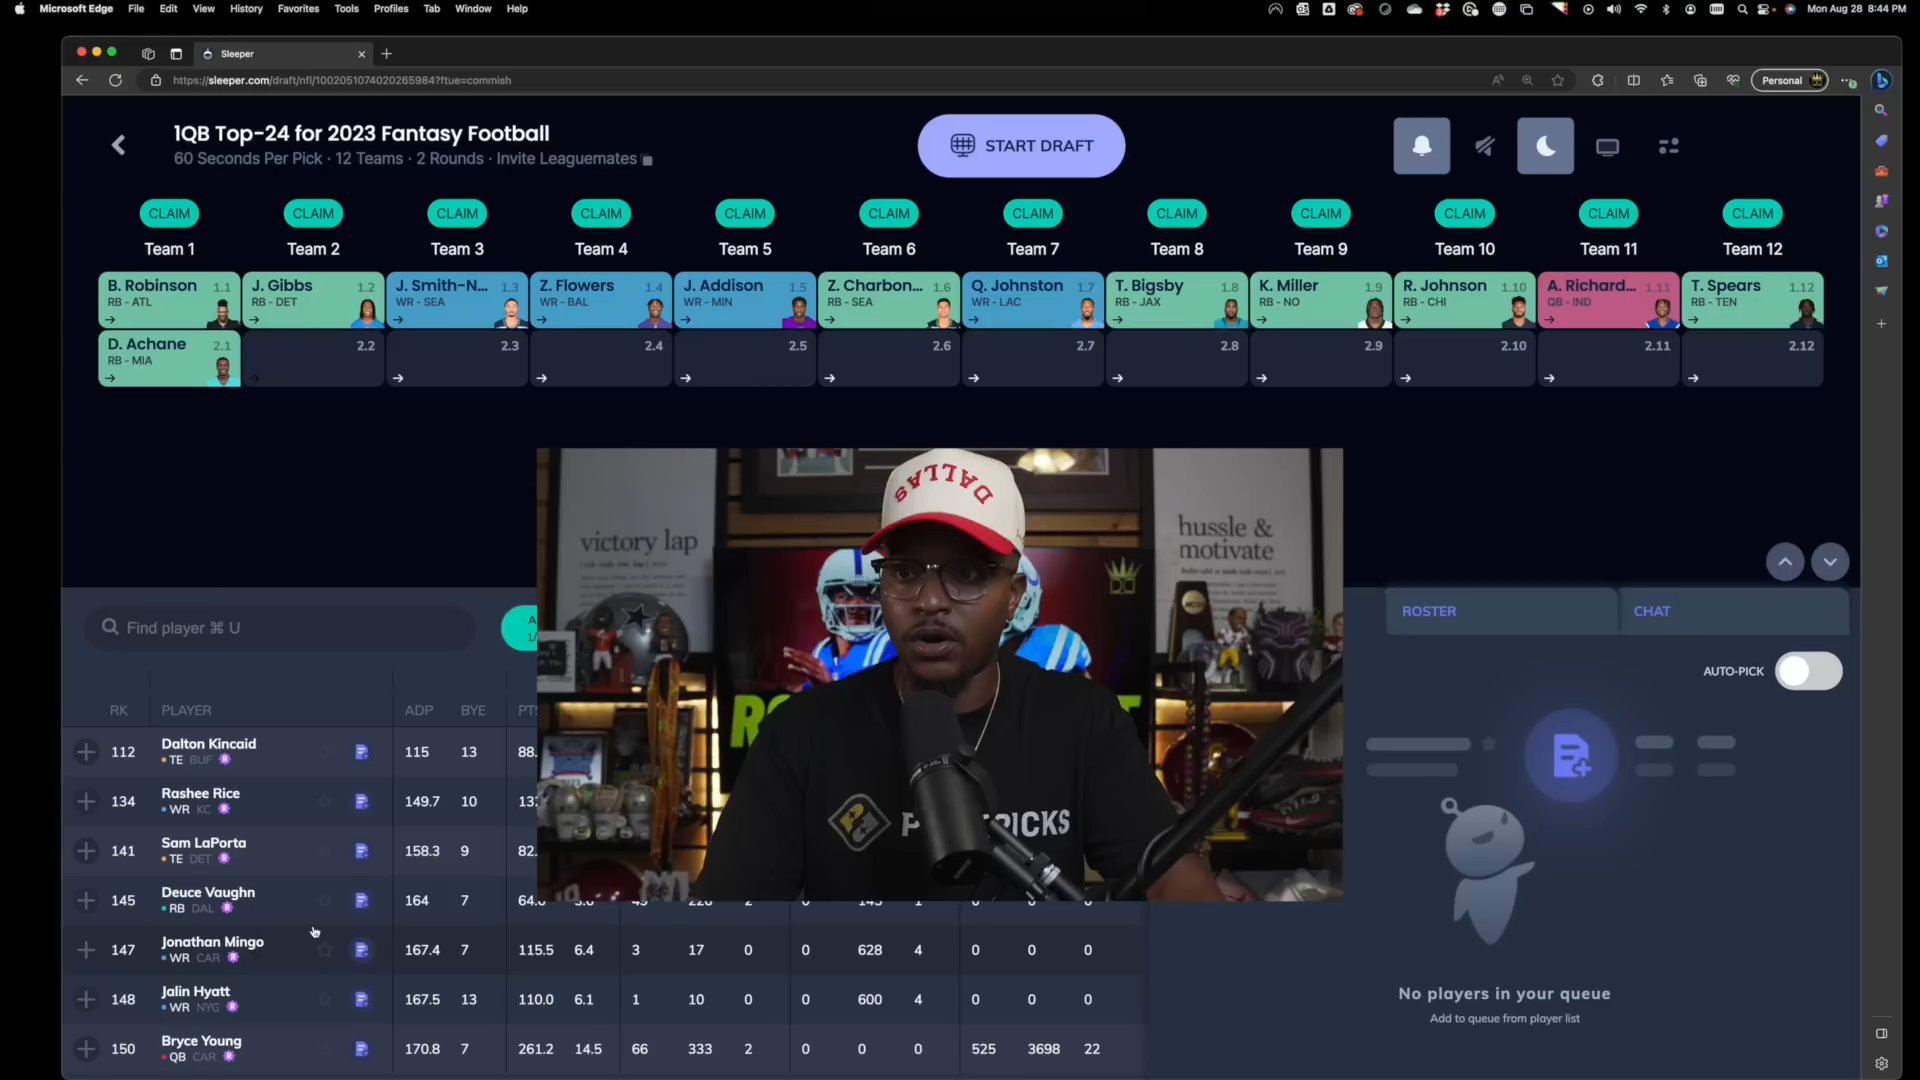 Microsoft Edge File Edit View History Favorites Tools Profiles Tab Window Help Mon Aug 28 8:44 PM
Sleeper
https://sleeper.com/draft/nfl/1002051074020265984?ftue=commish
Personal
1QB Top-24 for 2023 Fantasy Football
60 Seconds Per Pick · 12 Teams · 2 Rounds · Invite Leaguemates
START DRAFT
CLAIM CLAIM CLAIM CLAIM CLAIM CLAIM CLAIM CLAIM CLAIM CLAIM CLAIM CLAIM
Team 1 Team 2 Team 3 Team 4 Team 5 Team 6 Team 7 Team 8 Team 9 Team 10 Team 11 Team 12
B. Robinson 1.1 J. Gibbs 1.2 J. Smith-N... 1.3 Z. Flowers 1.4 J. Addison 1.5 Z. Charbon... 1.6 Q. Johnston 1.7 T. Bigsby 1.8 K. Miller 1.9 R. Johnson 1.10 A. Richard... 1.11 T. Spears 1.12
RB - ATL RB - DET WR - SEA WR - BAL WR - MIN RB - SEA WR - LAC RB - JAX RB - NO RB - CHI QB - IND RB - TEN
D. Achane 2.1 2.2 2.3 2.4 2.5 2.6 2.7 2.8 2.9 2.10 2.11 2.12
RB - MIA
DALLAS
victory lap
hussle &
motivate
Find player ⌘ U
ROSTER CHAT
AUTO-PICK
RK PLAYER ADP BYE
112 Dalton Kincaid 115 13 88.
TE BUF R
134 Rashee Rice 149.7 10
WR KC R
141 Sam LaPorta 158.3 9 82.
TE DET R
145 Deuce Vaughn 164 7
RB DAL R
147 Jonathan Mingo 167.4 7 115.5 6.4 3 17 0 0 628 4 0 0 0
WR CAR R
148 Jalin Hyatt 167.5 13 110.0 6.1 1 10 0 0 600 4 0 0 0
WR NYG R
150 Bryce Young 170.8 7 261.2 14.5 66 333 2 0 0 0 525 3698 22
QB CAR R
No players in your queue
Add to queue from player list